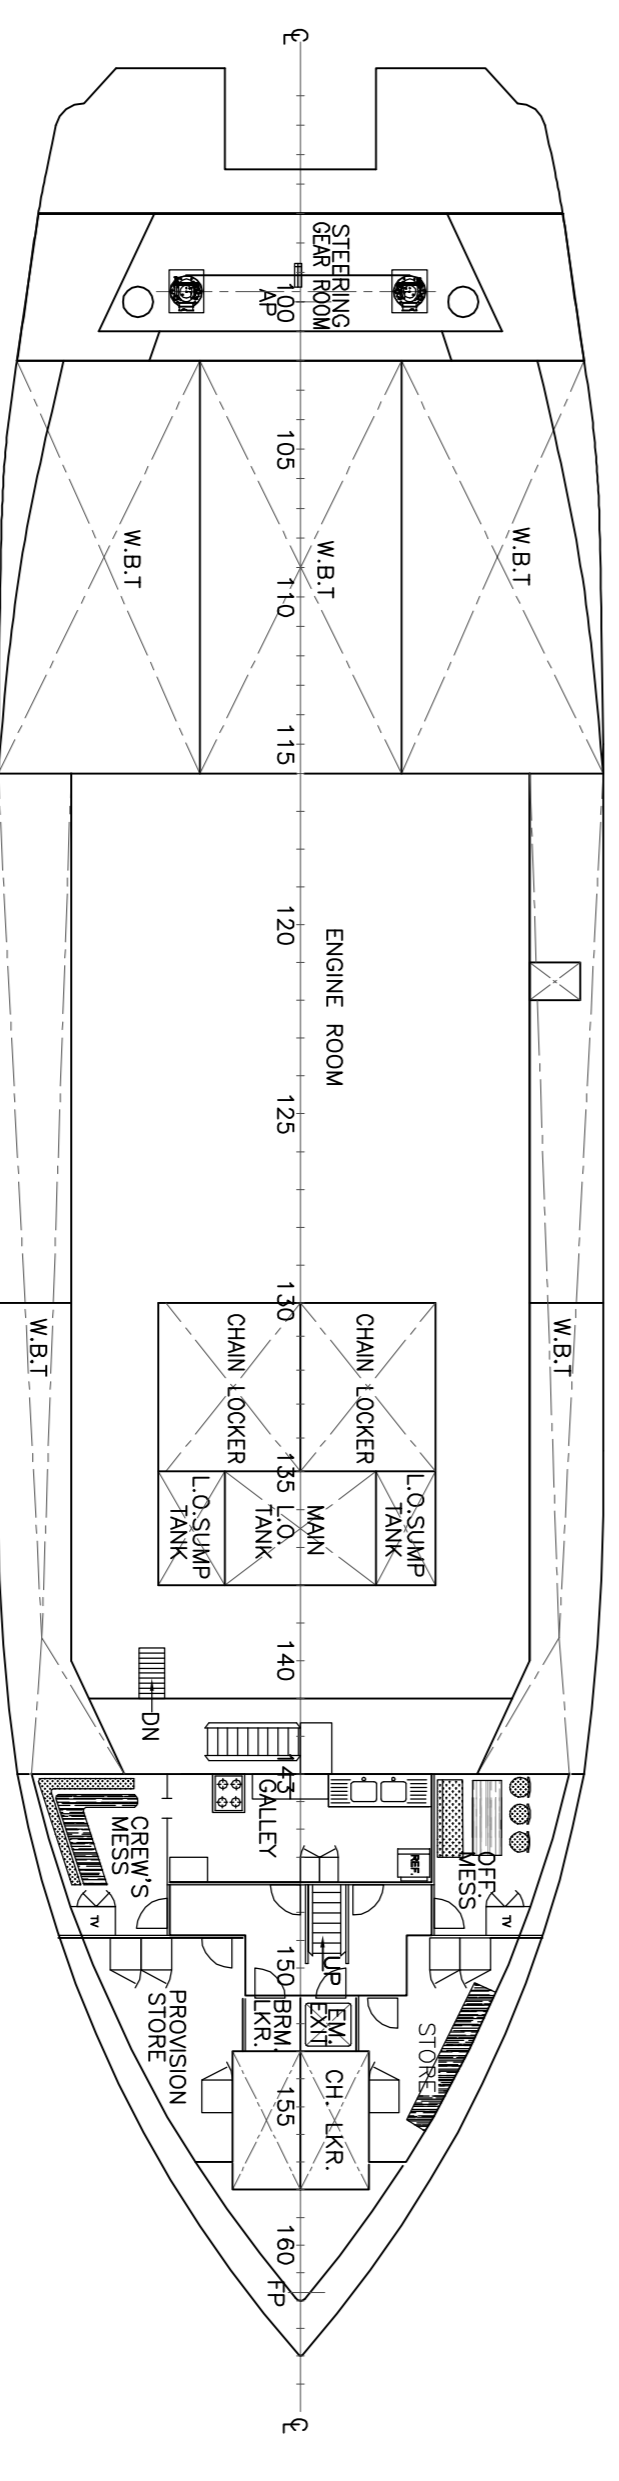 ℄
STEERING
GEAR ROOM
100
AP
105
W.B.T
W.B.T
W.B.T
110
115
120
ENGINE ROOM
125
130
CHAIN LOCKER
CHAIN LOCKER
W.B.T
W.B.T
135
L.O.SUMP
TANK
MAIN
L.O.
TANK
L.O.SUMP
TANK
140
DN
143
GALLEY
CREW'S
MESS
OFF.
MESS
REF.
TV
TV
UP
150
PROVISION
STORE
BRM.
LKR.
EM.
EXIT
STORE
CH. LKR.
155
160
FP
℄